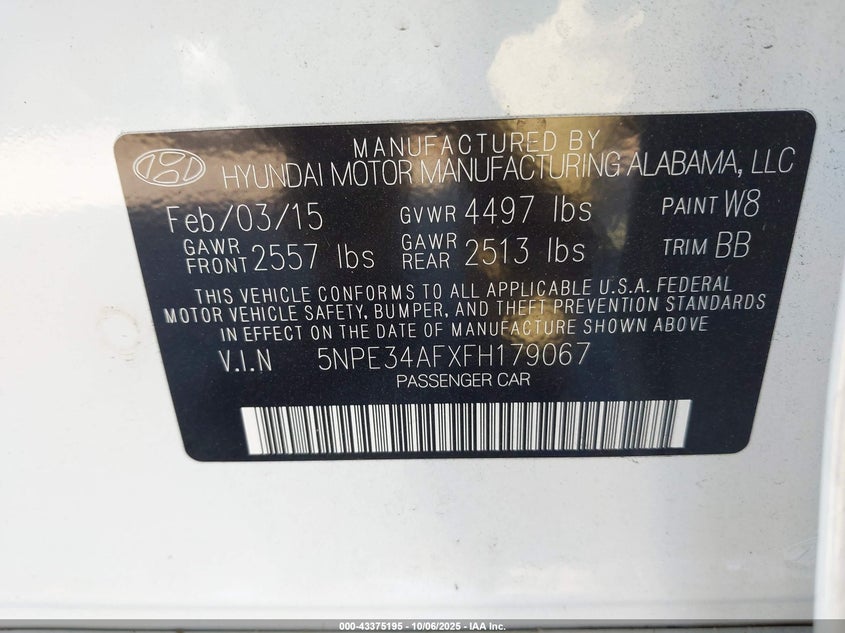 MANUFACTURED BY
HYUNDAI MOTOR MANUFACTURING ALABAMA, LLC
Feb/03/15 GVWR 4497 lbs PAINT W8
GAWR FRONT 2557 lbs GAWR REAR 2513 lbs TRIM BB
THIS VEHICLE CONFORMS TO ALL APPLICABLE U.S.A. FEDERAL
MOTOR VEHICLE SAFETY, BUMPER, AND THEFT PREVENTION STANDARDS
IN EFFECT ON THE DATE OF MANUFACTURE SHOWN ABOVE
V.I.N 5NPE34AFXFH179067
PASSENGER CAR
000-43375195 - 10/06/2025 - IAA Inc.